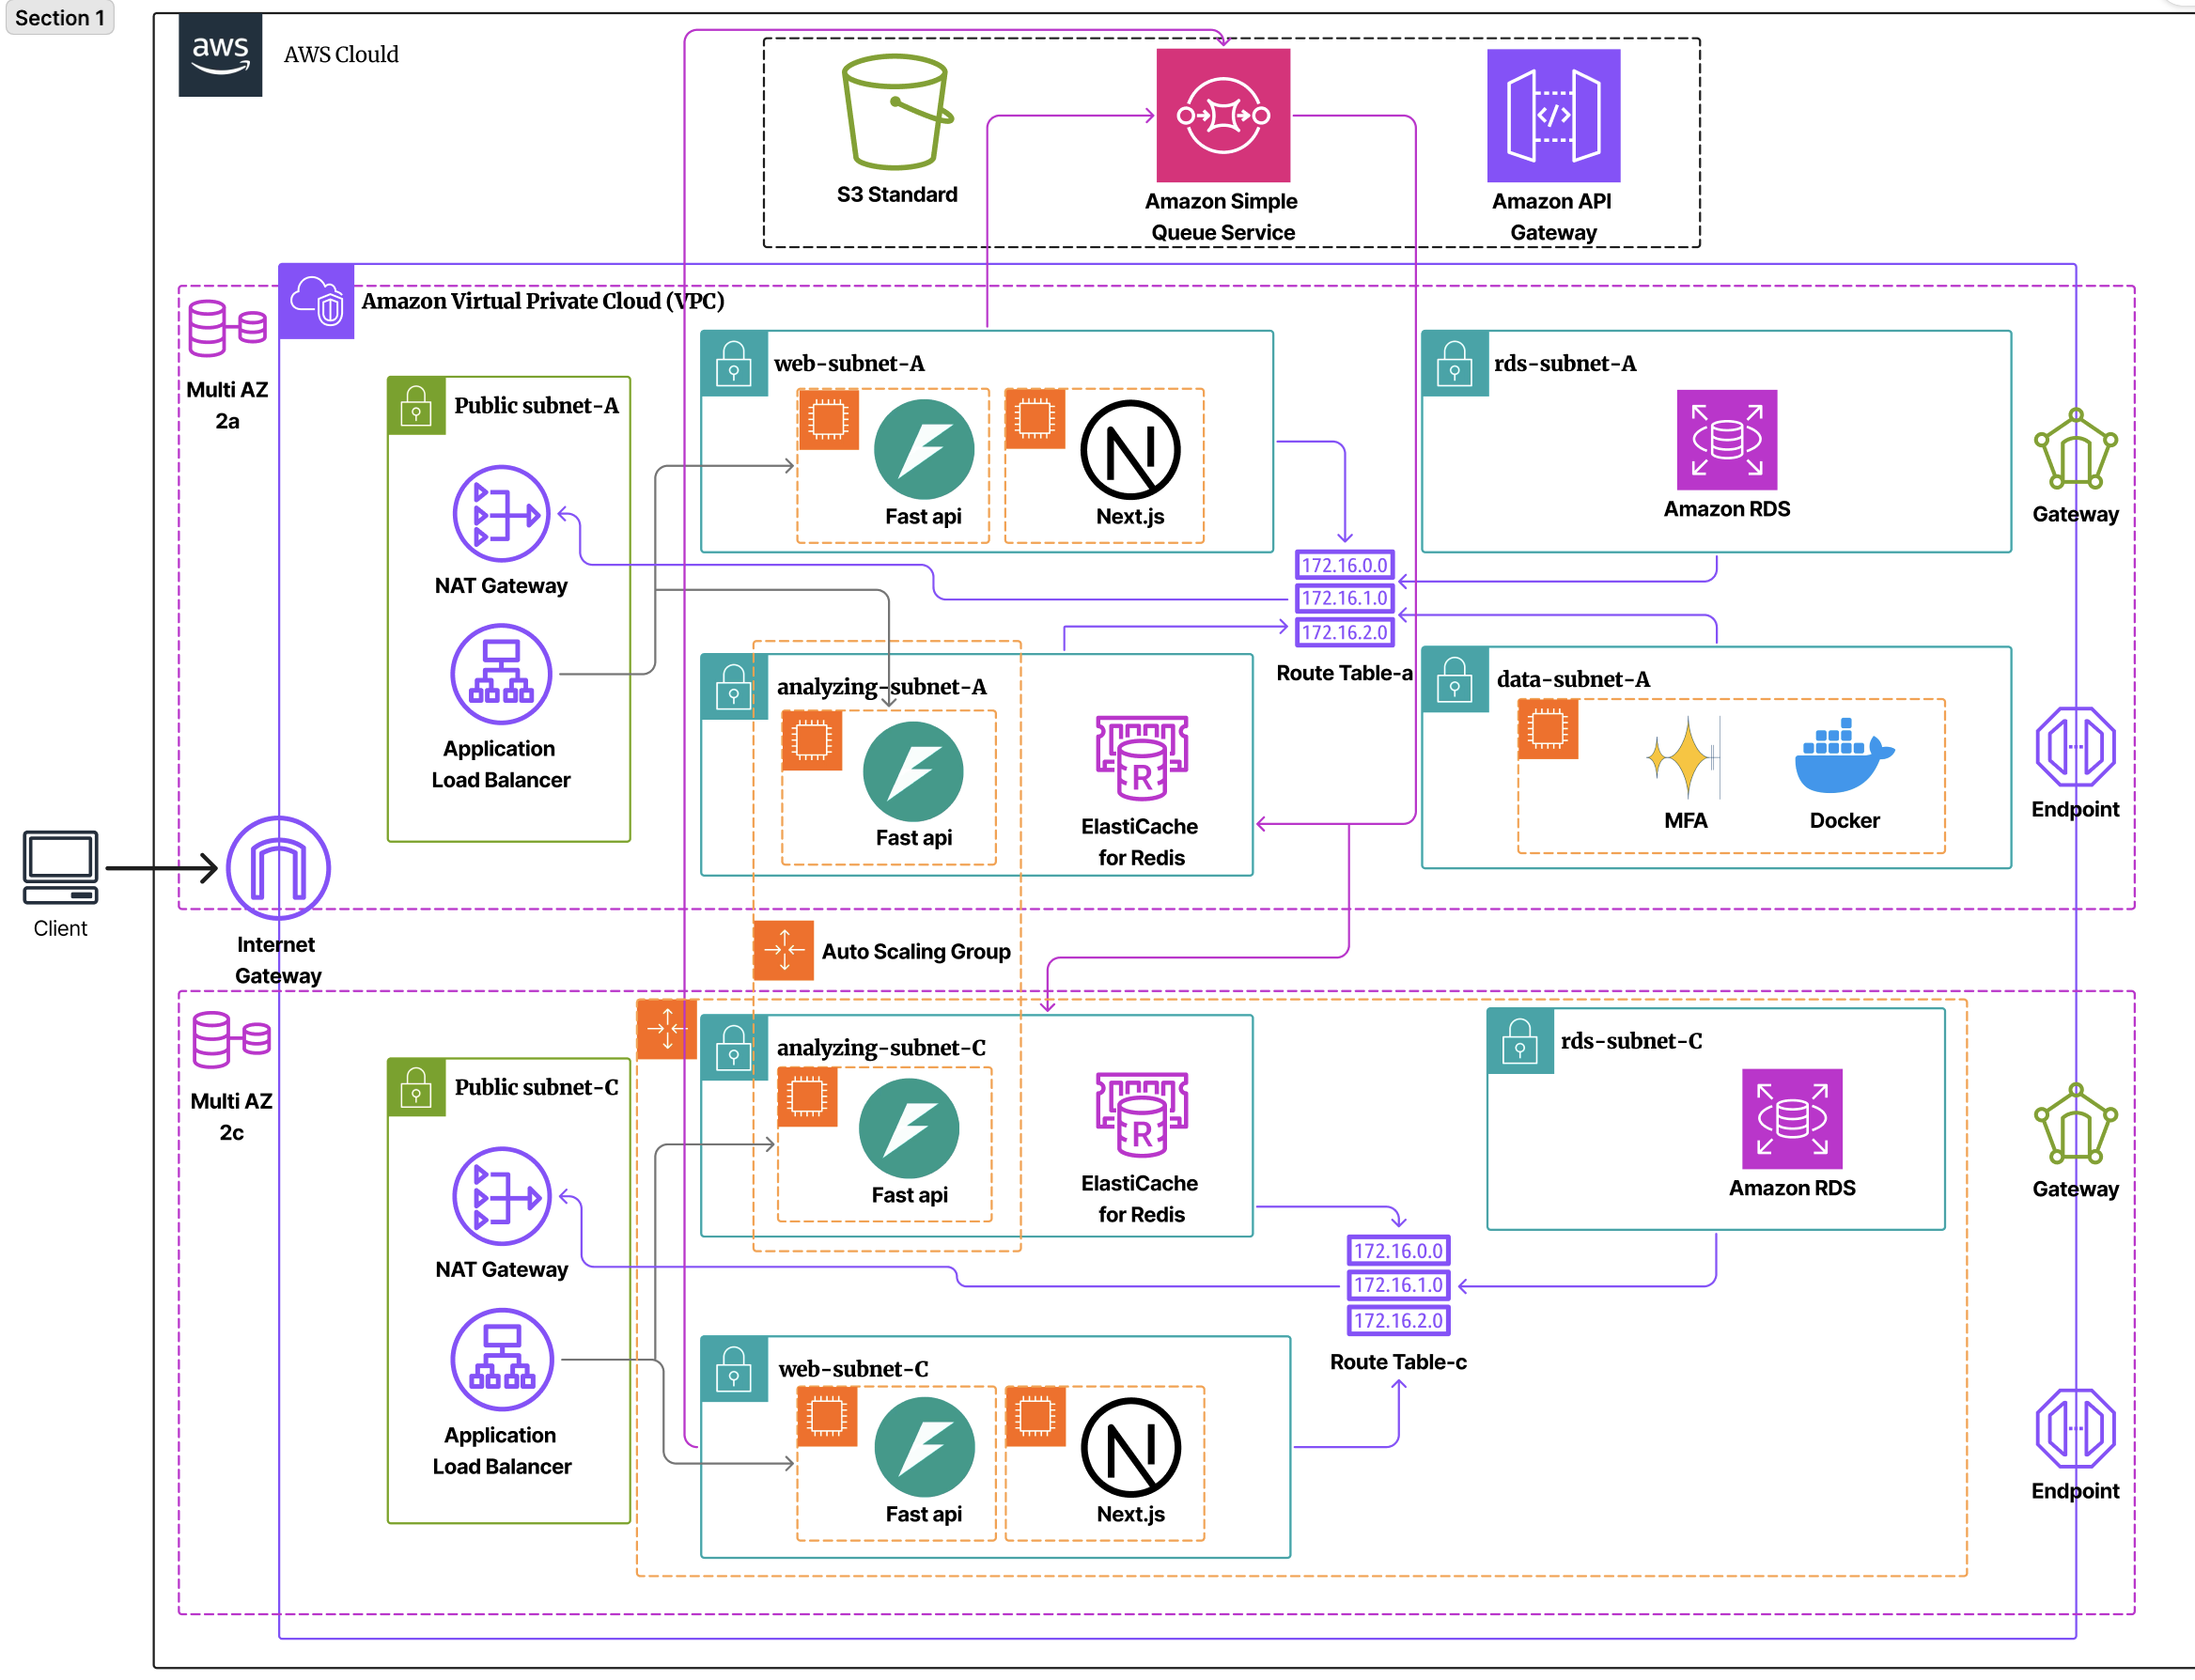 Section 1
aws
AWS Clould
S3 Standard
Amazon Simple
Queue Service
Amazon API
Gateway
Amazon Virtual Private Cloud (VPC)
Multi AZ
2a
Public subnet-A
NAT Gateway
Application
Load Balancer
web-subnet-A
Fast api
Next.js
rds-subnet-A
Amazon RDS
Gateway
172.16.0.0
172.16.1.0
172.16.2.0
Route Table-a
analyzing-subnet-A
Fast api
R
ElastiCache
for Redis
data-subnet-A
MFA
Docker
Endpoint
Client
Internet
Gateway
Auto Scaling Group
Multi AZ
2c
Public subnet-C
NAT Gateway
Application
Load Balancer
analyzing-subnet-C
Fast api
R
ElastiCache
for Redis
rds-subnet-C
Amazon RDS
Gateway
172.16.0.0
172.16.1.0
172.16.2.0
Route Table-c
web-subnet-C
Fast api
Next.js
Endpoint